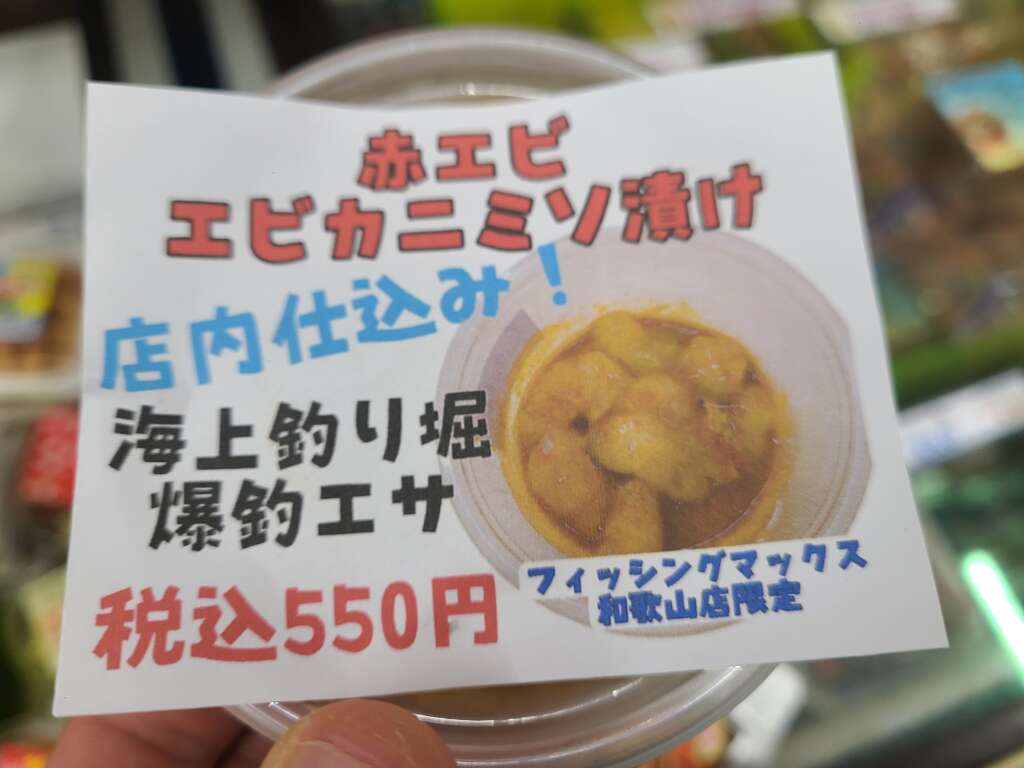 赤エビ
エビカニミソ漬け
店内仕込み！
海上釣り堀
爆釣エサ
税込550円
フィッシングマックス
和歌山店限定